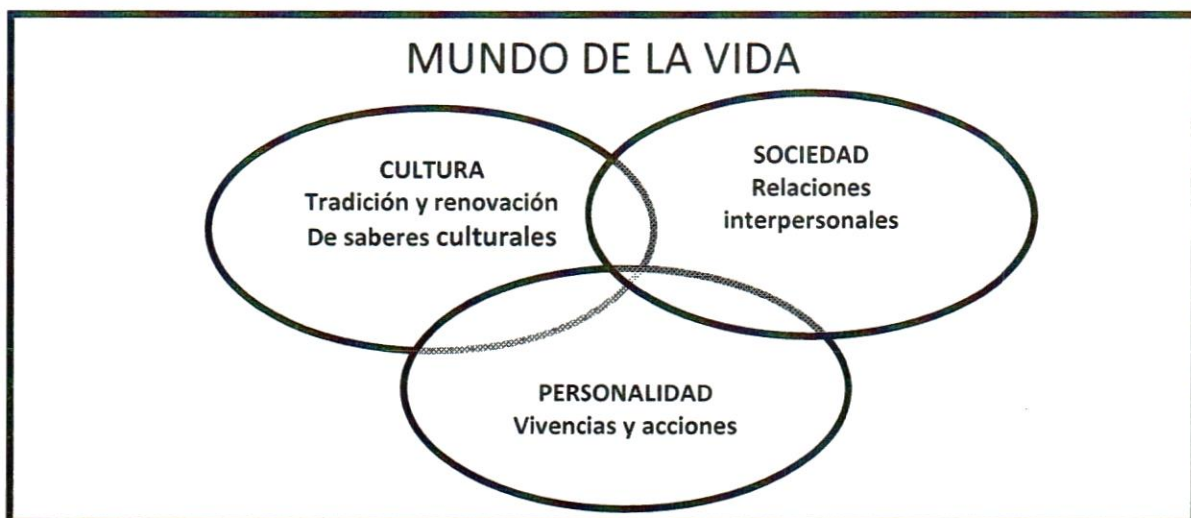 MUNDO DE LA VIDA
CULTURA
Tradición y renovación
De saberes culturales
SOCIEDAD
Relaciones
interpersonales
PERSONALIDAD
Vivencias y acciones